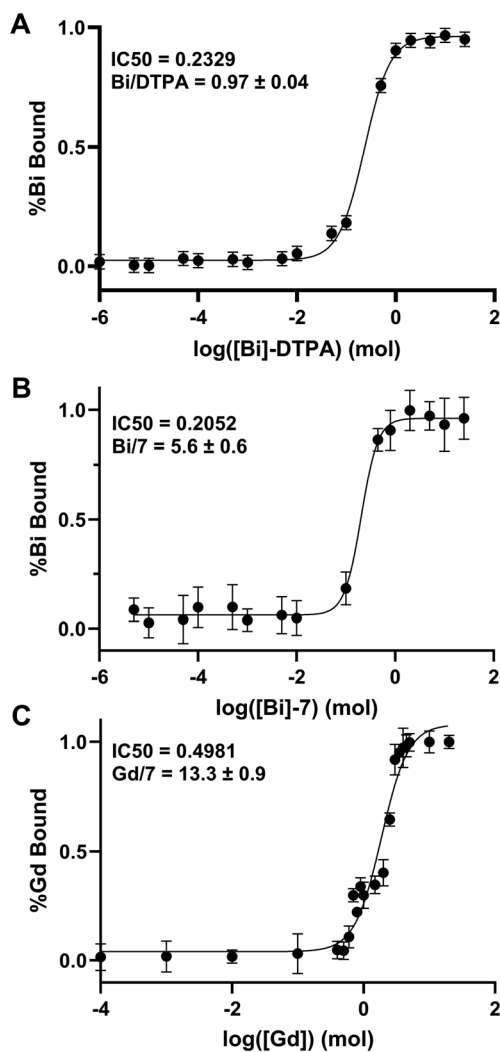 A
1.0
IC50 = 0.2329
Bi/DTPA = 0.97 ± 0.04
%Bi Bound
0.5
0.0
-6
-4
-2
0
2
log([Bi]-DTPA) (mol)
B
1.0
IC50 = 0.2052
Bi/7 = 5.6 ± 0.6
%Bi Bound
0.5
0.0
-6
-4
-2
0
2
log([Bi]-7) (mol)
C
1.0
IC50 = 0.4981
Gd/7 = 13.3 ± 0.9
%Gd Bound
0.5
0.0
-4
-2
0
2
log([Gd]) (mol)